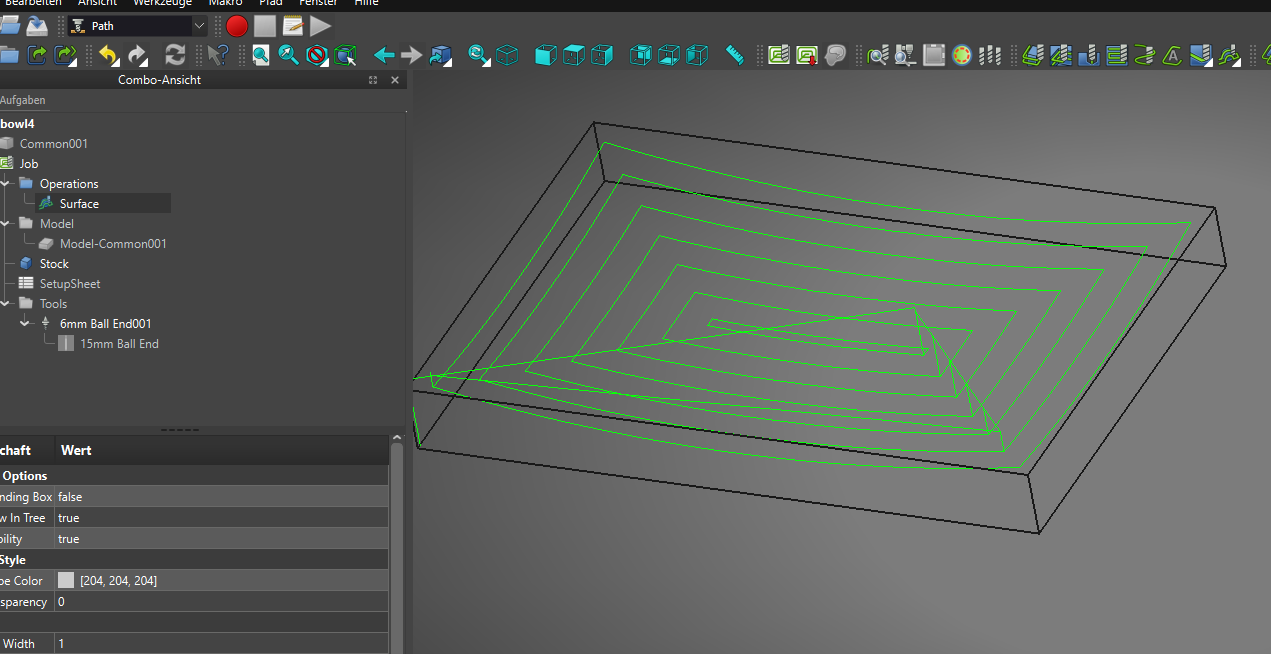 Bearbeiten Ansicht Werkzeuge Makro Pfad Fenster Hilfe
Path
Combo-Ansicht
Aufgaben
bowl4
Common001
Job
Operations
Surface
Model
Model-Common001
Stock
SetupSheet
Tools
6mm Ball End001
15mm Ball End
chaft Wert
Options
nding Box false
w In Tree true
bility true
Style
pe Color [204, 204, 204]
sparency 0
Width 1